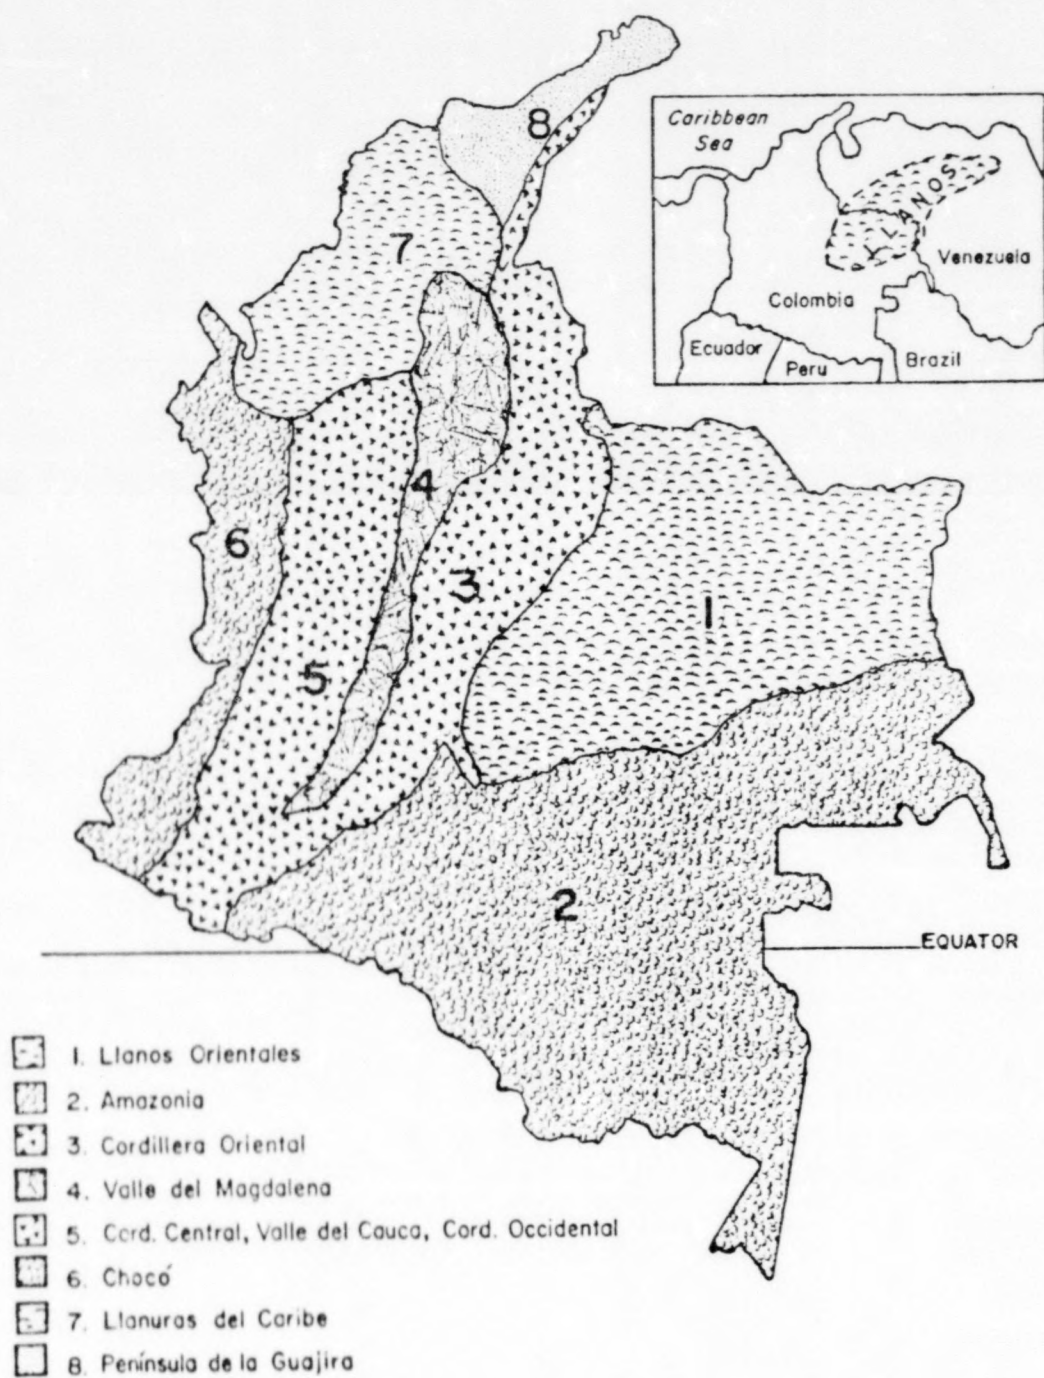 8
7
4
6
3
1
5
2
Caribbean
Sea
LLANOS
Venezuela
Colombia
Ecuador
Peru
Brazil
EQUATOR
1. Llanos Orientales
2. Amazonia
3. Cordillera Oriental
4. Valle del Magdalena
5. Cord. Central, Valle del Cauca, Cord. Occidental
6. Chocó
7. Llanuras del Caribe
8. Península de la Guajira